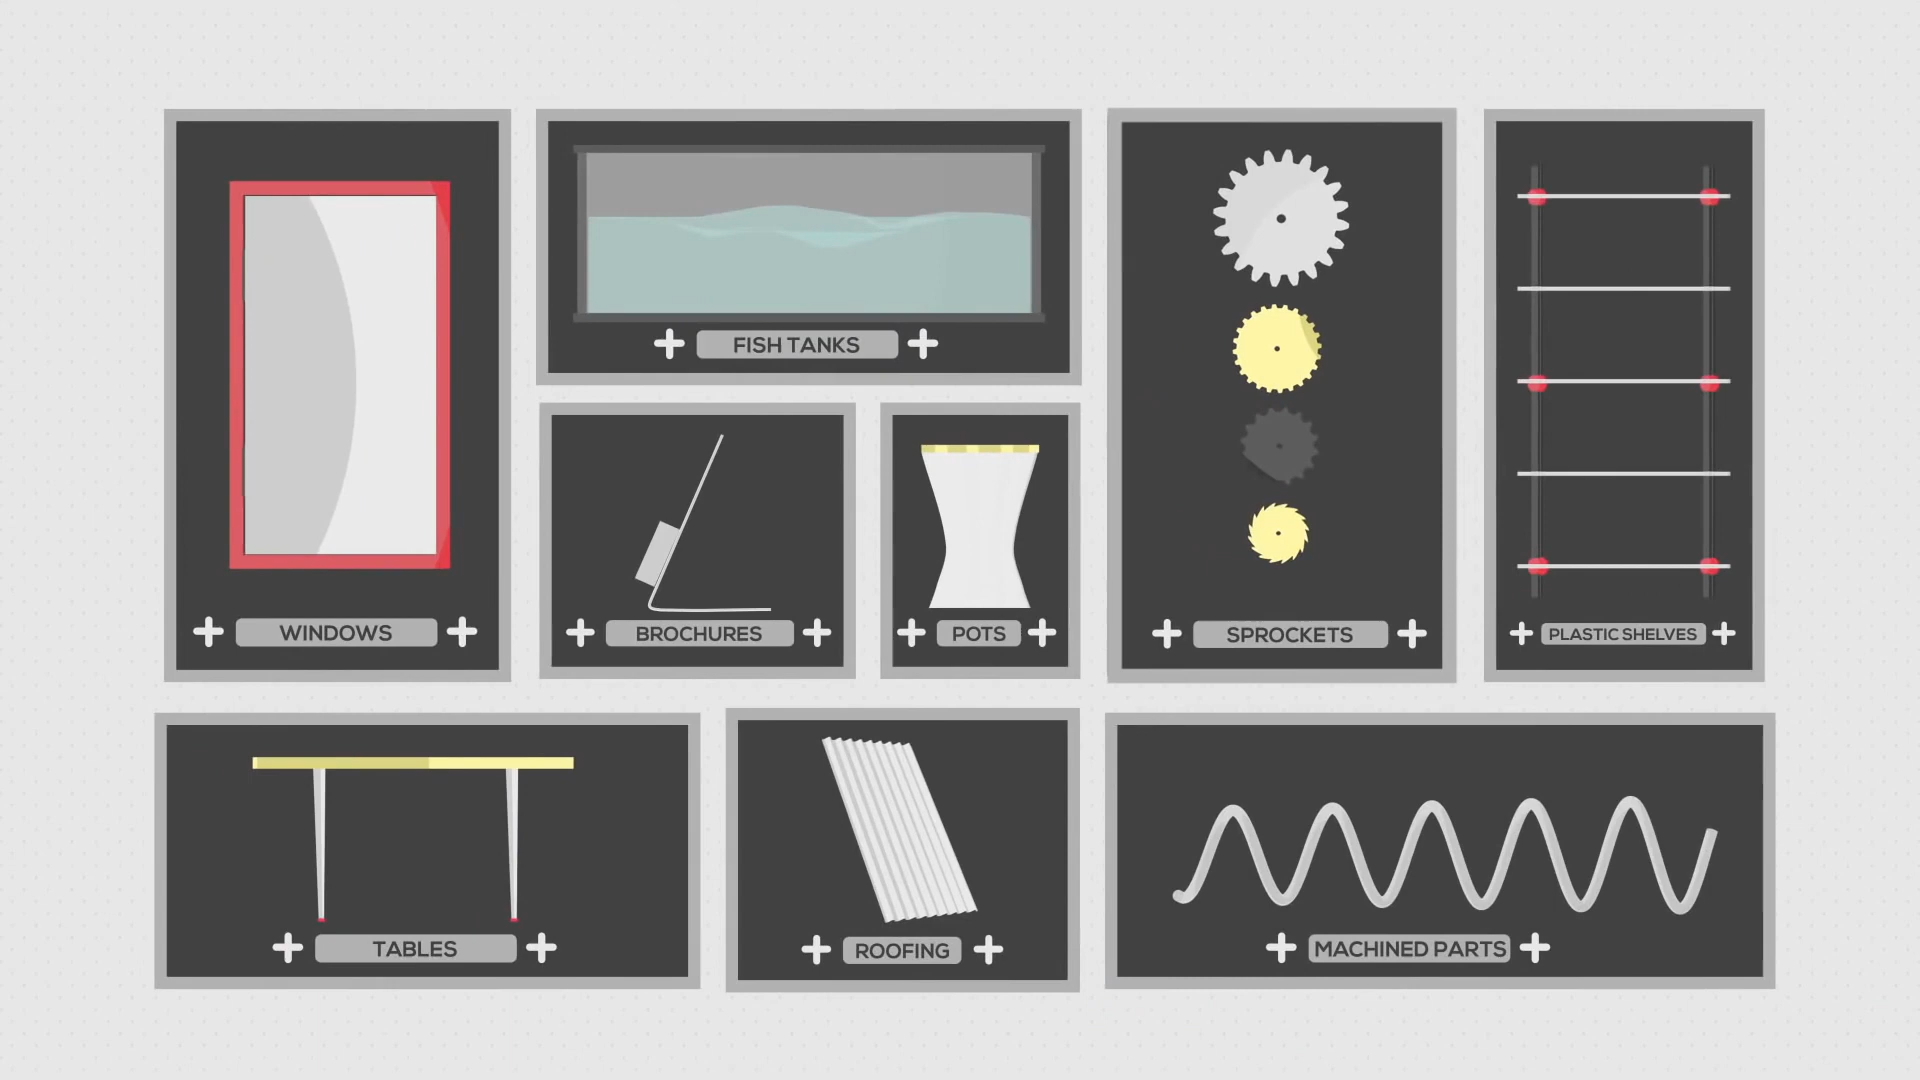 WINDOWS
FISH TANKS
BROCHURES
POTS
SPROCKETS
PLASTIC SHELVES
TABLES
ROOFING
MACHINED PARTS